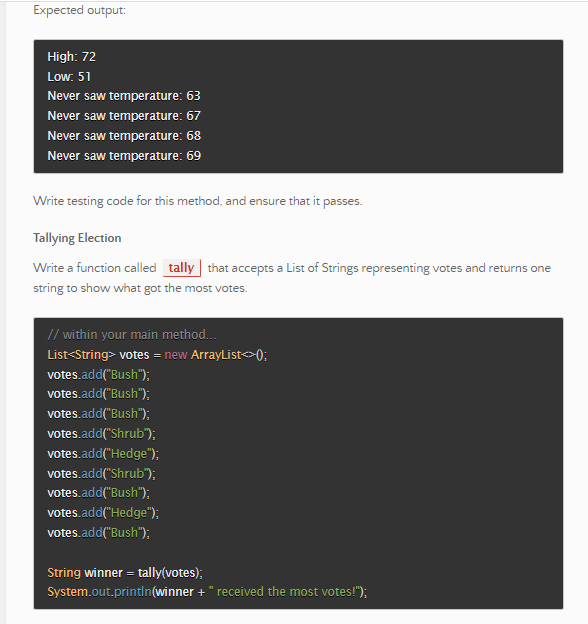 Expected output:
High: 72
Low: 51
Never saw temperature: 63
Never saw temperature: 67
Never saw temperature: 68
Never saw temperature: 69
Write testing code for this method, and ensure that it passes.
Tallying Election
Write a function called tally that accepts a List of Strings representing votes and returns one
string to show what got the most votes.
// within your main method...
List<String> votes = new ArrayList<>();
votes.add("Bush");
votes.add("Bush");
votes.add("Bush");
votes.add("Shrub");
votes.add("Hedge");
votes.add("Shrub");
votes.add("Bush");
votes.add("Hedge");
votes.add("Bush");
String winner = tally(votes);
System.out.println(winner + " received the most votes!");